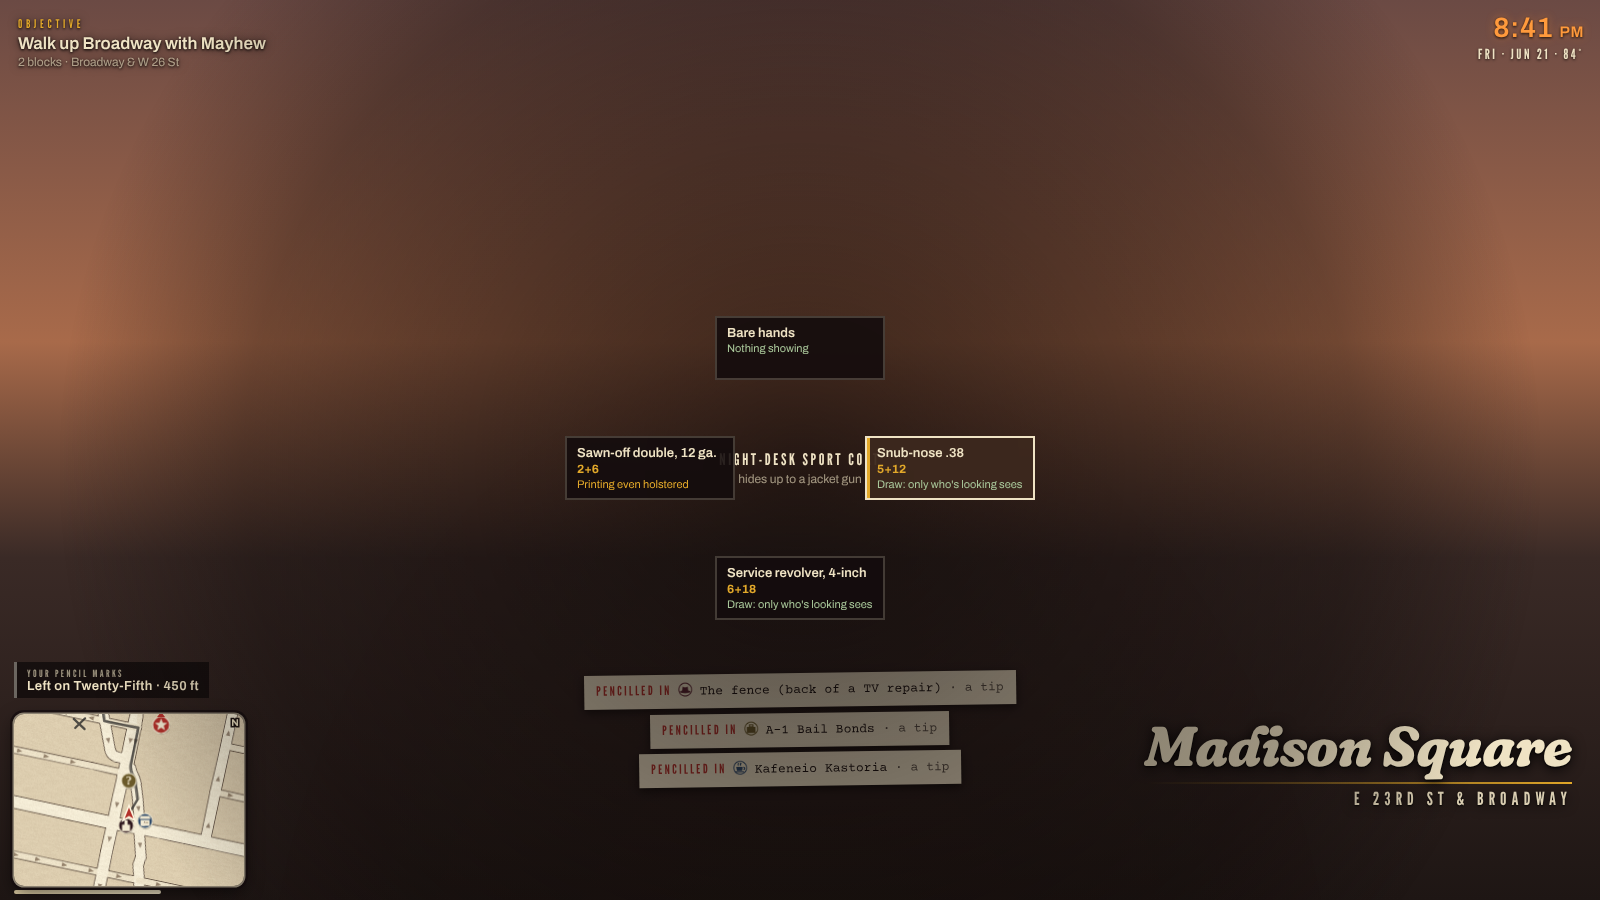 OBJECTIVE
Walk up Broadway with Mayhew
2 blocks · Broadway & W 26 St
8:41 PM
FRI · JUN 21 · 84°
Bare hands
Nothing showing
Sawn-off double, 12 ga.
2+6
Printing even holstered
NIGHT-DESK SPORT CO
hides up to a jacket gun
Snub-nose .38
5+12
Draw: only who's looking sees
Service revolver, 4-inch
6+18
Draw: only who's looking sees
YOUR PENCIL MARKS
Left on Twenty-Fifth · 450 ft
N
?
PENCILLED IN The fence (back of a TV repair) · a tip
PENCILLED IN A-1 Bail Bonds · a tip
PENCILLED IN Kafeneio Kastoria · a tip
Madison Square
E 23RD ST & BROADWAY